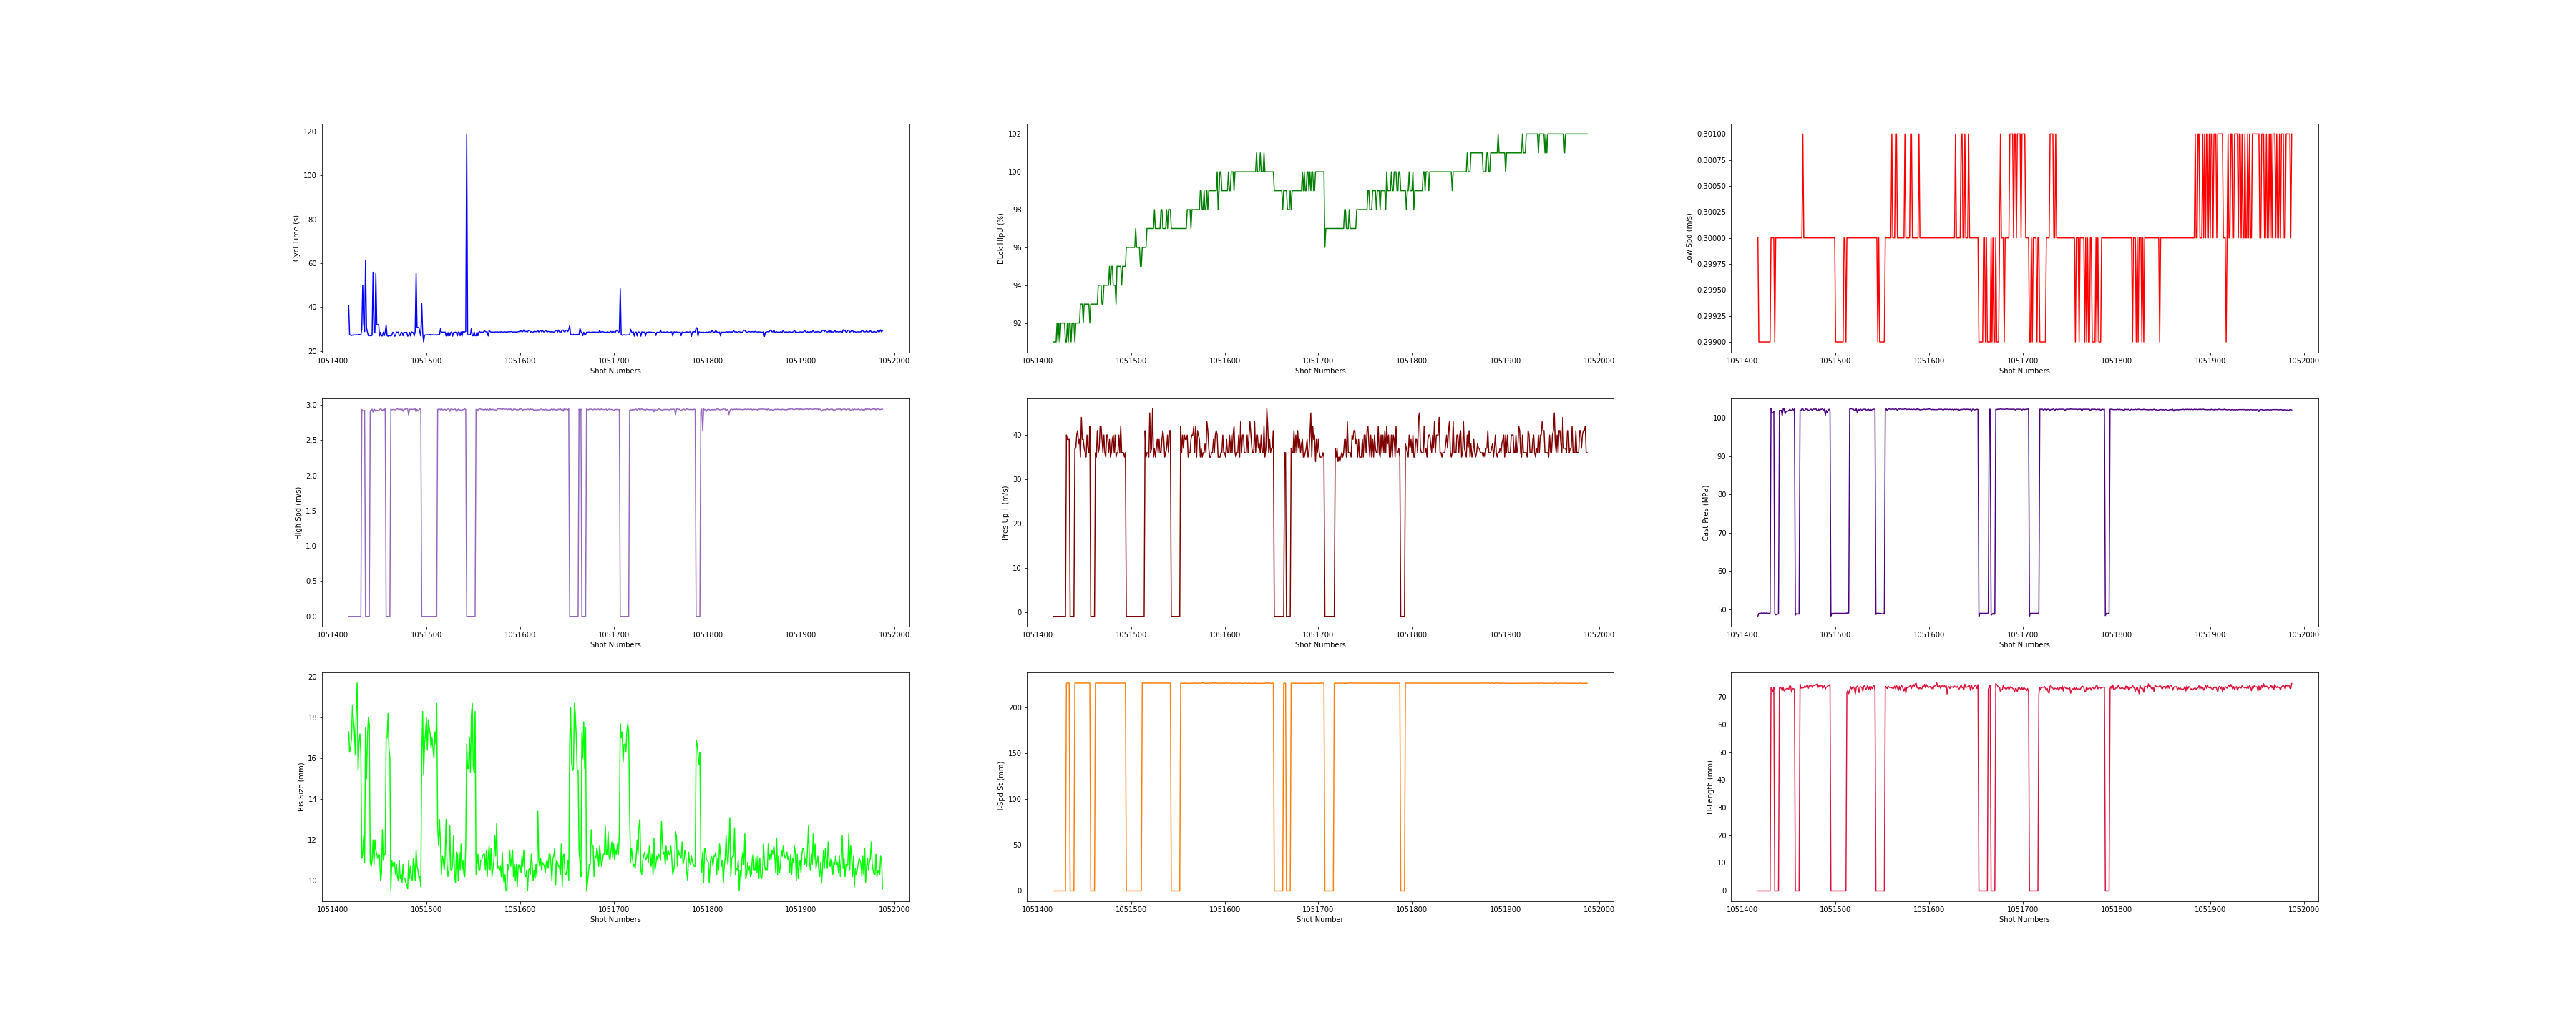 120
100
80
60
40
20
Cycl Time (s)
1051400 1051500 1051600 1051700 1051800 1051900 1052000
Shot Numbers
102
100
98
96
94
92
DLck HlpU (%)
1051400 1051500 1051600 1051700 1051800 1051900 1052000
Shot Numbers
0.30100
0.30075
0.30050
0.30025
0.30000
0.29975
0.29950
0.29925
0.29900
Low Spd (m/s)
1051400 1051500 1051600 1051700 1051800 1051900 1052000
Shot Numbers
3.0
2.5
2.0
1.5
1.0
0.5
0.0
High Spd (m/s)
1051400 1051500 1051600 1051700 1051800 1051900 1052000
Shot Numbers
40
30
20
10
0
Pres Up T (m/s)
1051400 1051500 1051600 1051700 1051800 1051900 1052000
Shot Numbers
100
90
80
70
60
50
Cast Pres (MPa)
1051400 1051500 1051600 1051700 1051800 1051900 1052000
Shot Numbers
20
18
16
14
12
10
Bis Size (mm)
1051400 1051500 1051600 1051700 1051800 1051900 1052000
Shot Numbers
200
150
100
50
0
H-Spd St (mm)
1051400 1051500 1051600 1051700 1051800 1051900 1052000
Shot Number
70
60
50
40
30
20
10
0
H-Length (mm)
1051400 1051500 1051600 1051700 1051800 1051900 1052000
Shot Numbers